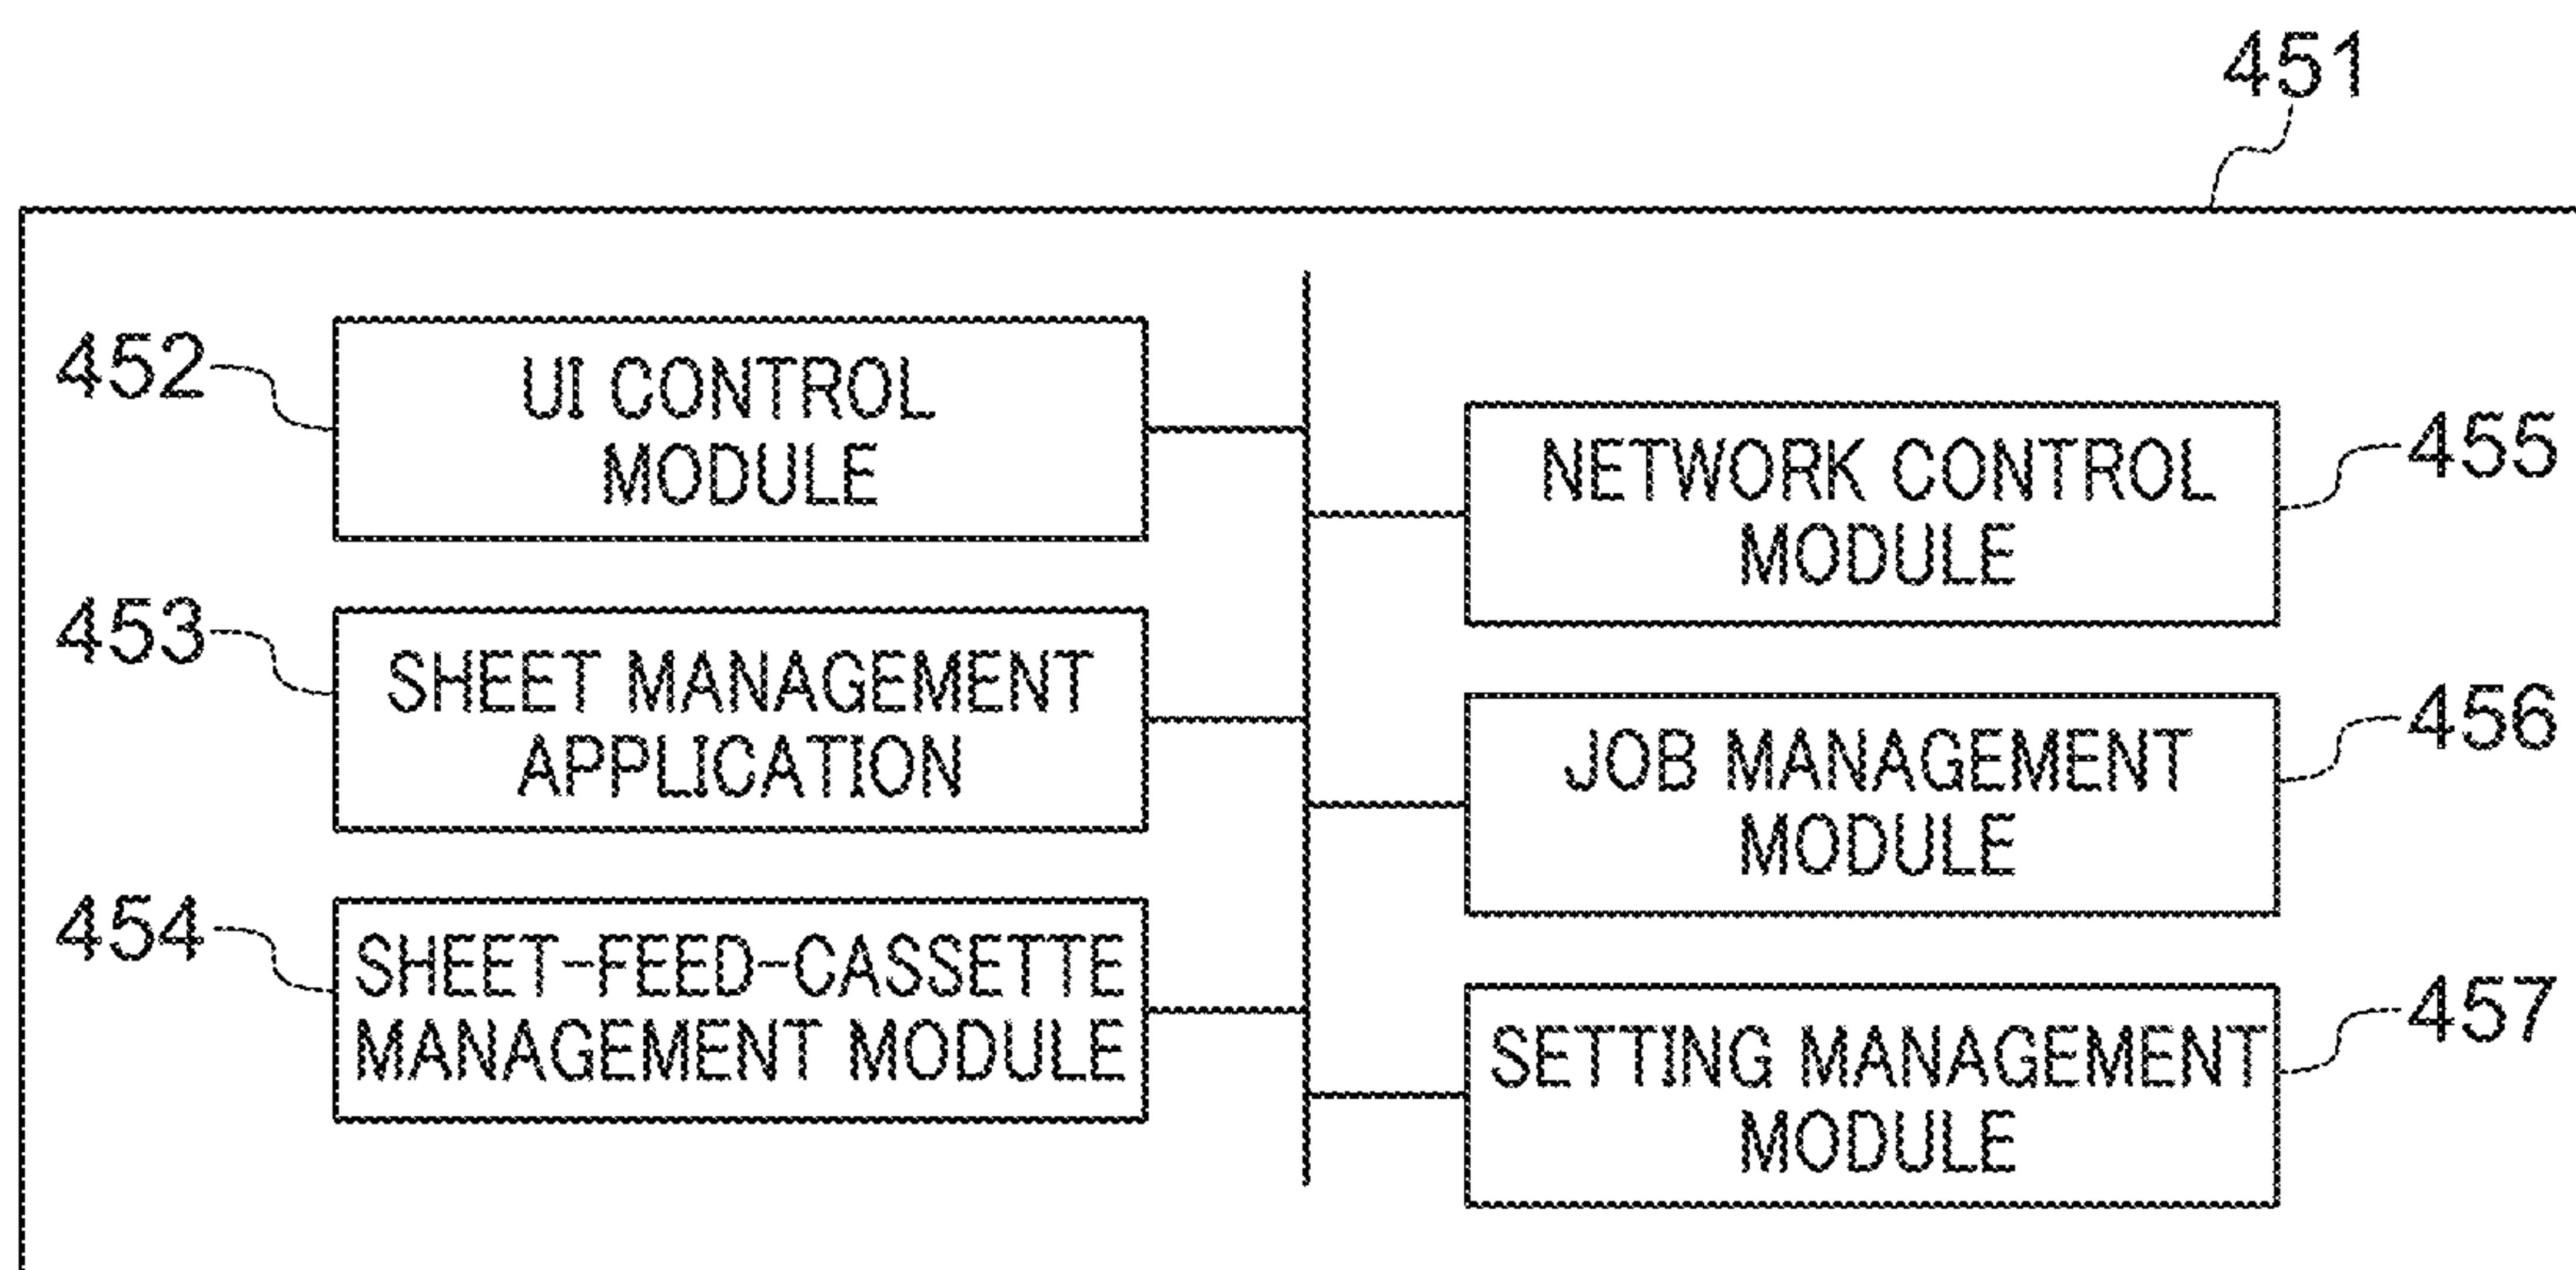 451
452
UI CONTROL
MODULE
453
SHEET MANAGEMENT
APPLICATION
454
SHEET-FEED-CASSETTE
MANAGEMENT MODULE
NETWORK CONTROL
MODULE
455
JOB MANAGEMENT
MODULE
456
SETTING MANAGEMENT
MODULE
457